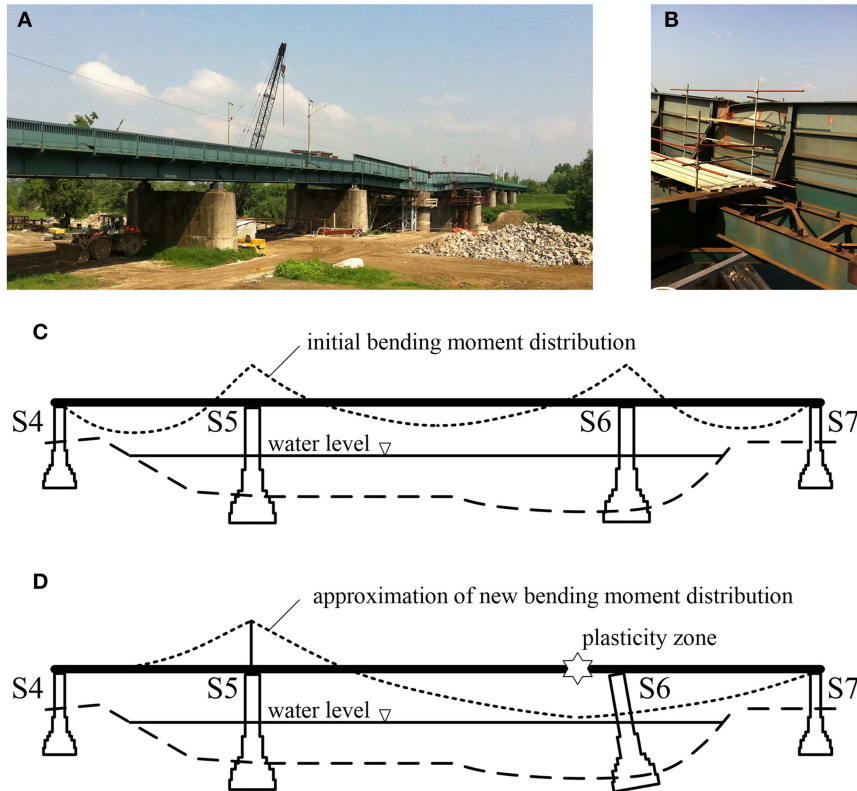 A
B
C
initial bending moment distribution
S4
S5
S6
S7
water level
D
approximation of new bending moment distribution
plasticity zone
S4
S5
S6
S7
water level